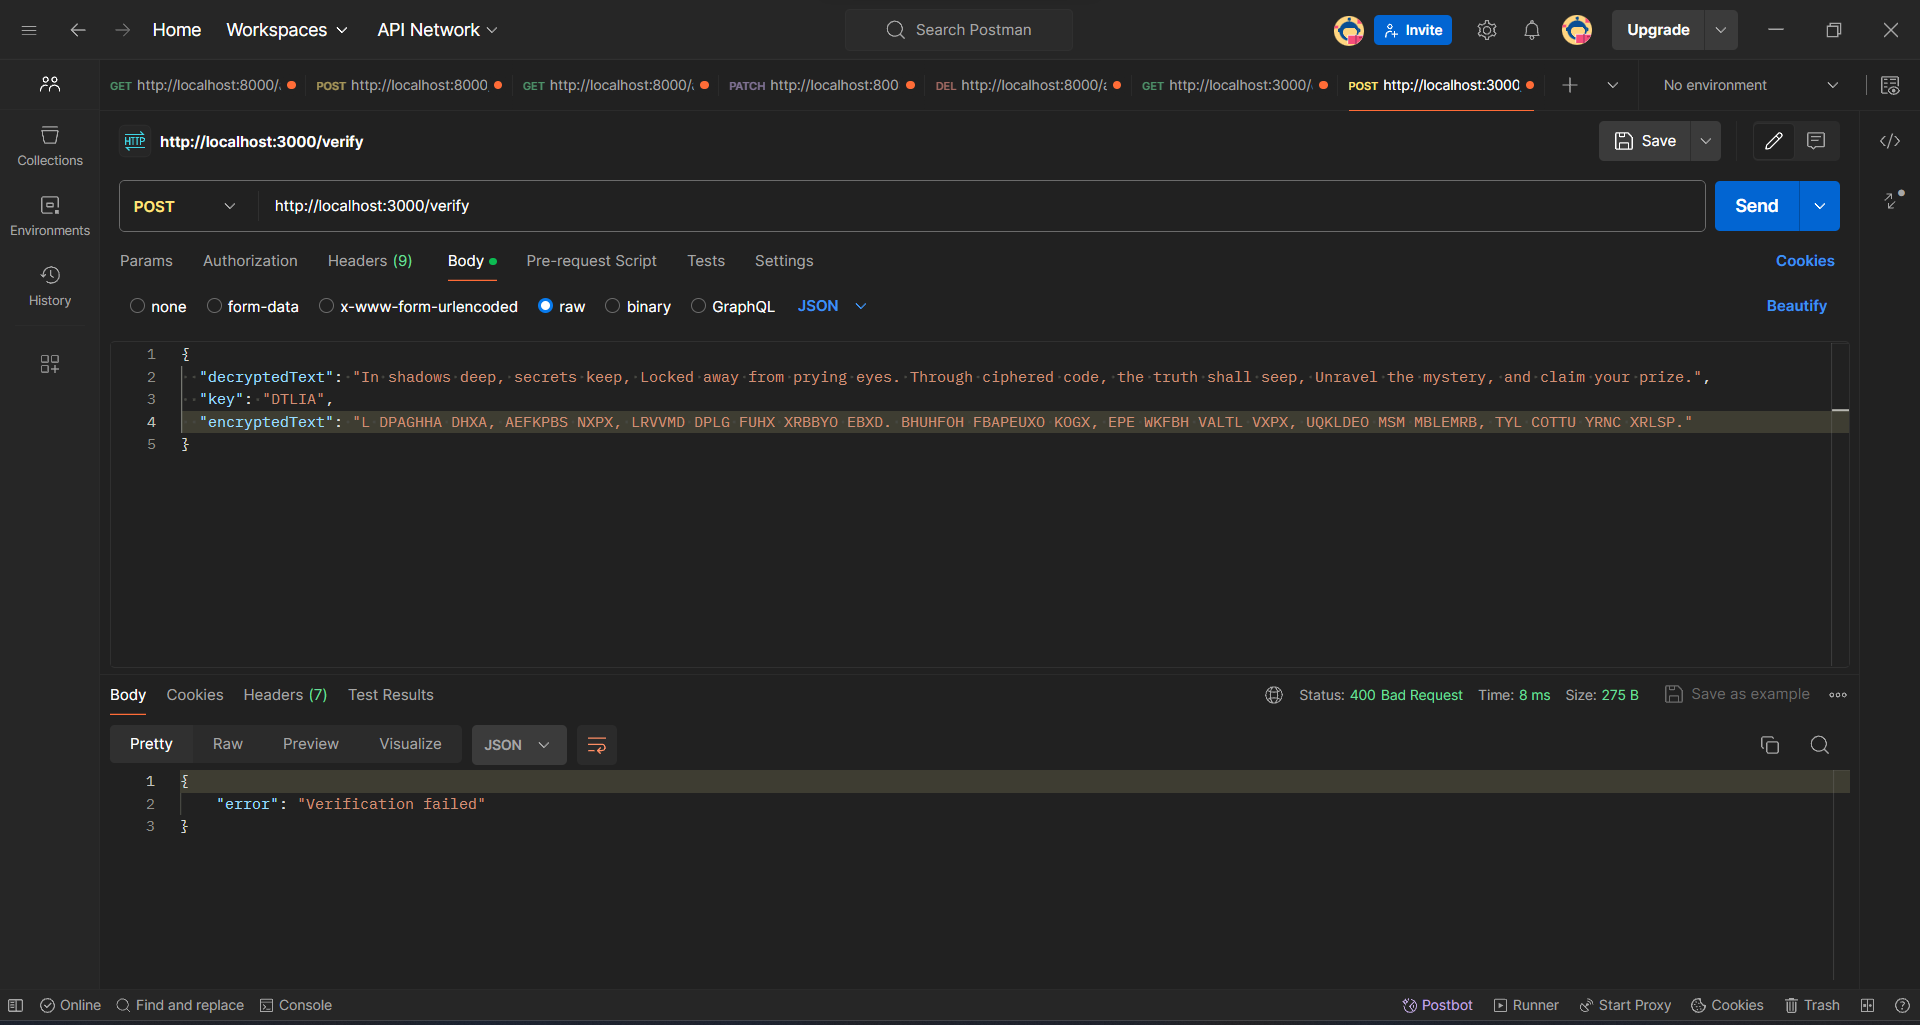 Home Workspaces API Network Search Postman Invite Upgrade
GET http://localhost:8000/. POST http://localhost:8000, GET http://localhost:8000/. PATCH http://localhost:800 DEL http://localhost:8000/a GET http://localhost:3000/. POST http://localhost:3000, No environment
HTTP http://localhost:3000/verify Save
Collections
Environments
History
POST http://localhost:3000/verify Send
Params Authorization Headers (9) Body Pre-request Script Tests Settings Cookies
none form-data x-www-form-urlencoded raw binary GraphQL JSON Beautify
1 {
2 "decryptedText": "In shadows deep, secrets keep, Locked away from prying eyes. Through ciphered code, the truth shall seep, Unravel the mystery, and claim your prize.",
3 "key": "DTLIA",
4 "encryptedText": "L DPAGHHA DHXA, AEFKPBS NXPX, LRVVMD DPLG FUHX XRBBYO EBXD. BHUHFOH FBAPEUXO KOGX, EPE WKFBH VALTL VXPX, UQKLDEO MSM MBLEMRB, TYL COTTU YRNC XRLSP."
5 }
Body Cookies Headers (7) Test Results Status: 400 Bad Request Time: 8 ms Size: 275 B Save as example
Pretty Raw Preview Visualize JSON
1 {
2 "error": "Verification failed"
3 }
Online Find and replace Console Postbot Runner Start Proxy Cookies Trash